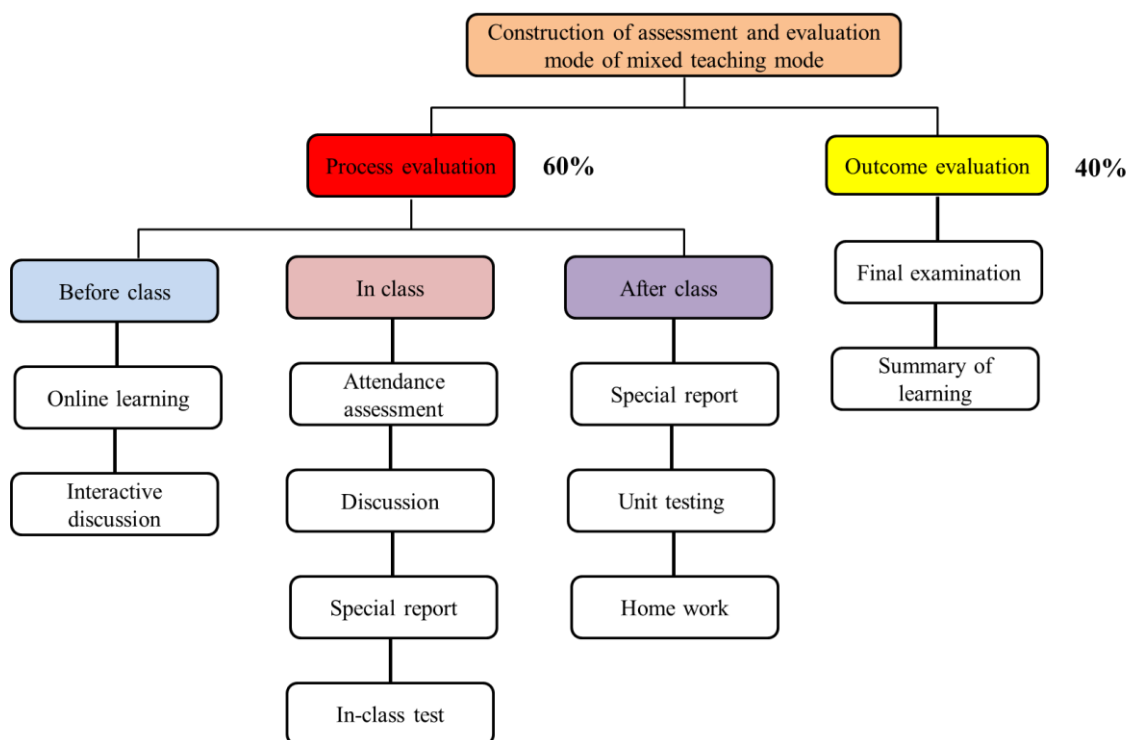 Construction of assessment and evaluation
mode of mixed teaching mode
Process evaluation
60%
Outcome evaluation
40%
Before class
In class
After class
Final examination
Online learning
Attendance
assessment
Special report
Summary of
learning
Interactive
discussion
Discussion
Unit testing
Special report
Home work
In-class test